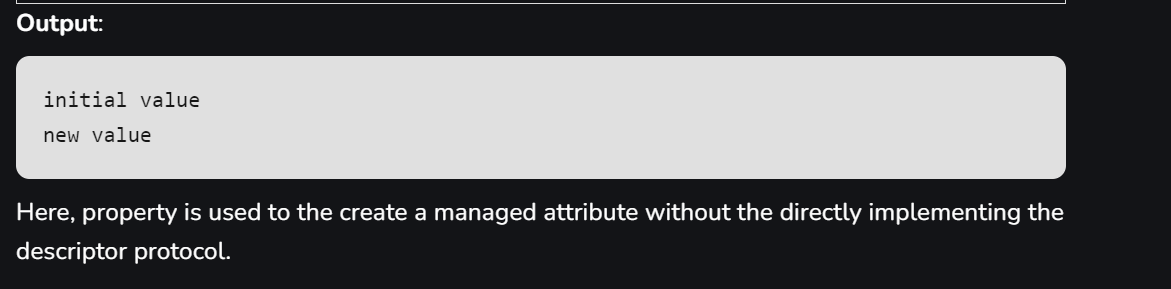 Output:
initial value
new value
Here, property is used to the create a managed attribute without the directly implementing the
descriptor protocol.